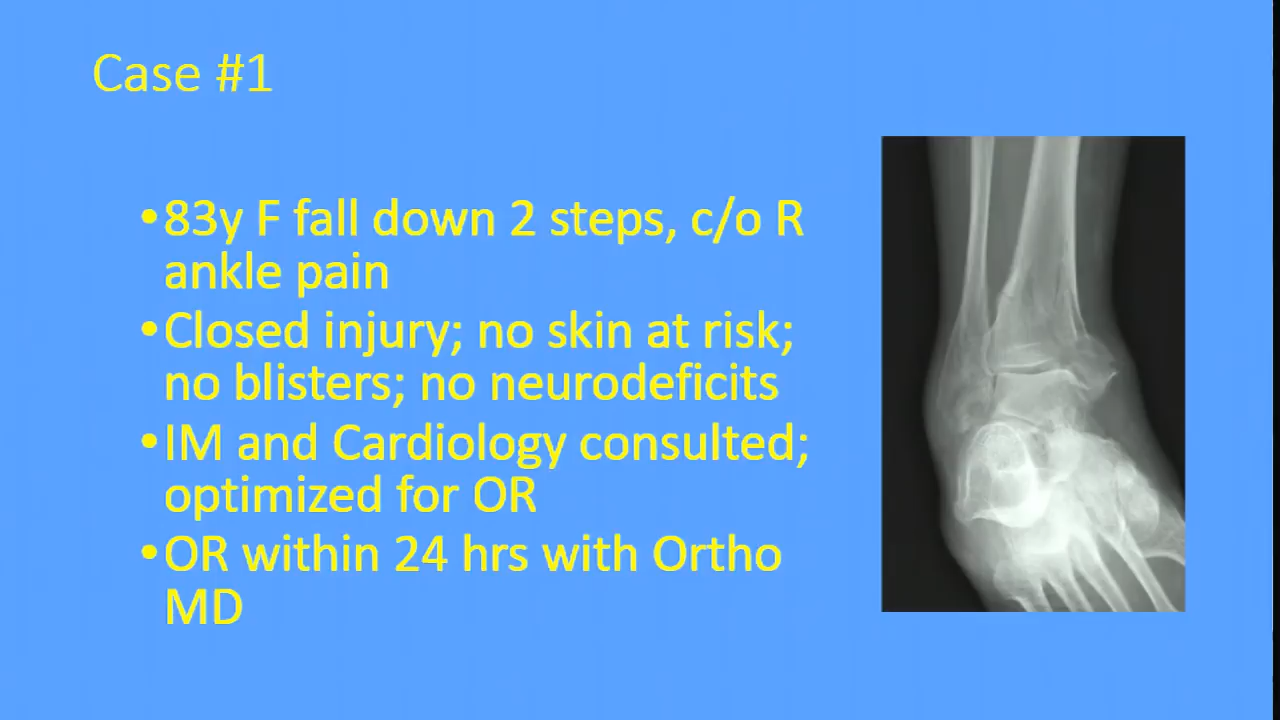 Case #1
•83y F fall down 2 steps, c/o R
ankle pain
•Closed injury; no skin at risk;
no blisters; no neurodeficits
•IM and Cardiology consulted;
optimized for OR
•OR within 24 hrs with Ortho
MD